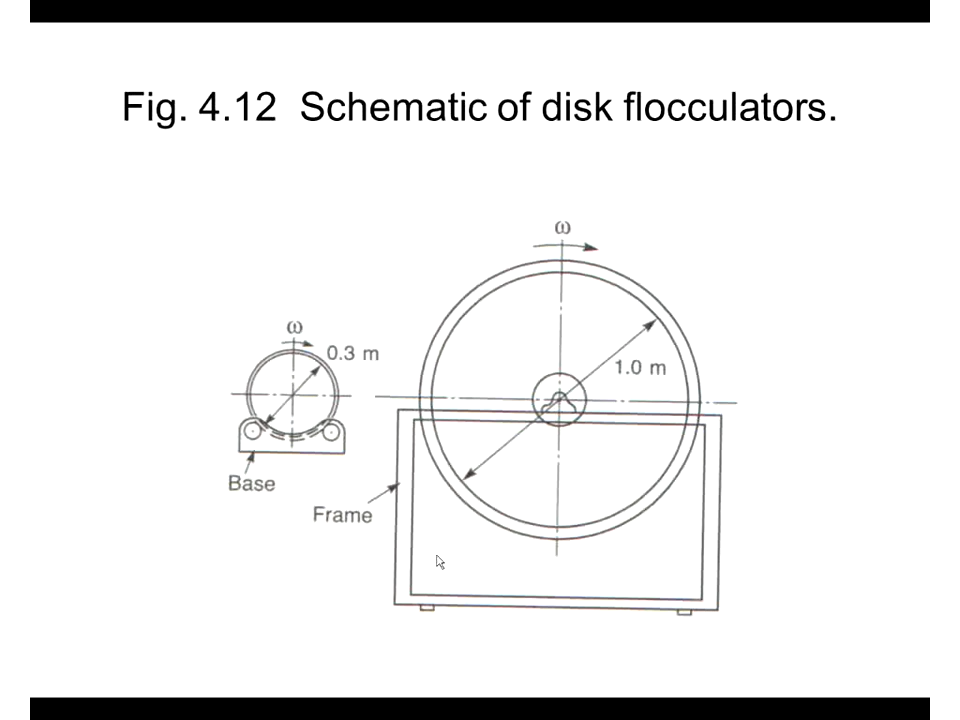 Fig. 4.12 Schematic of disk flocculators.
ω
ω
0.3 m
1.0 m
Base
Frame